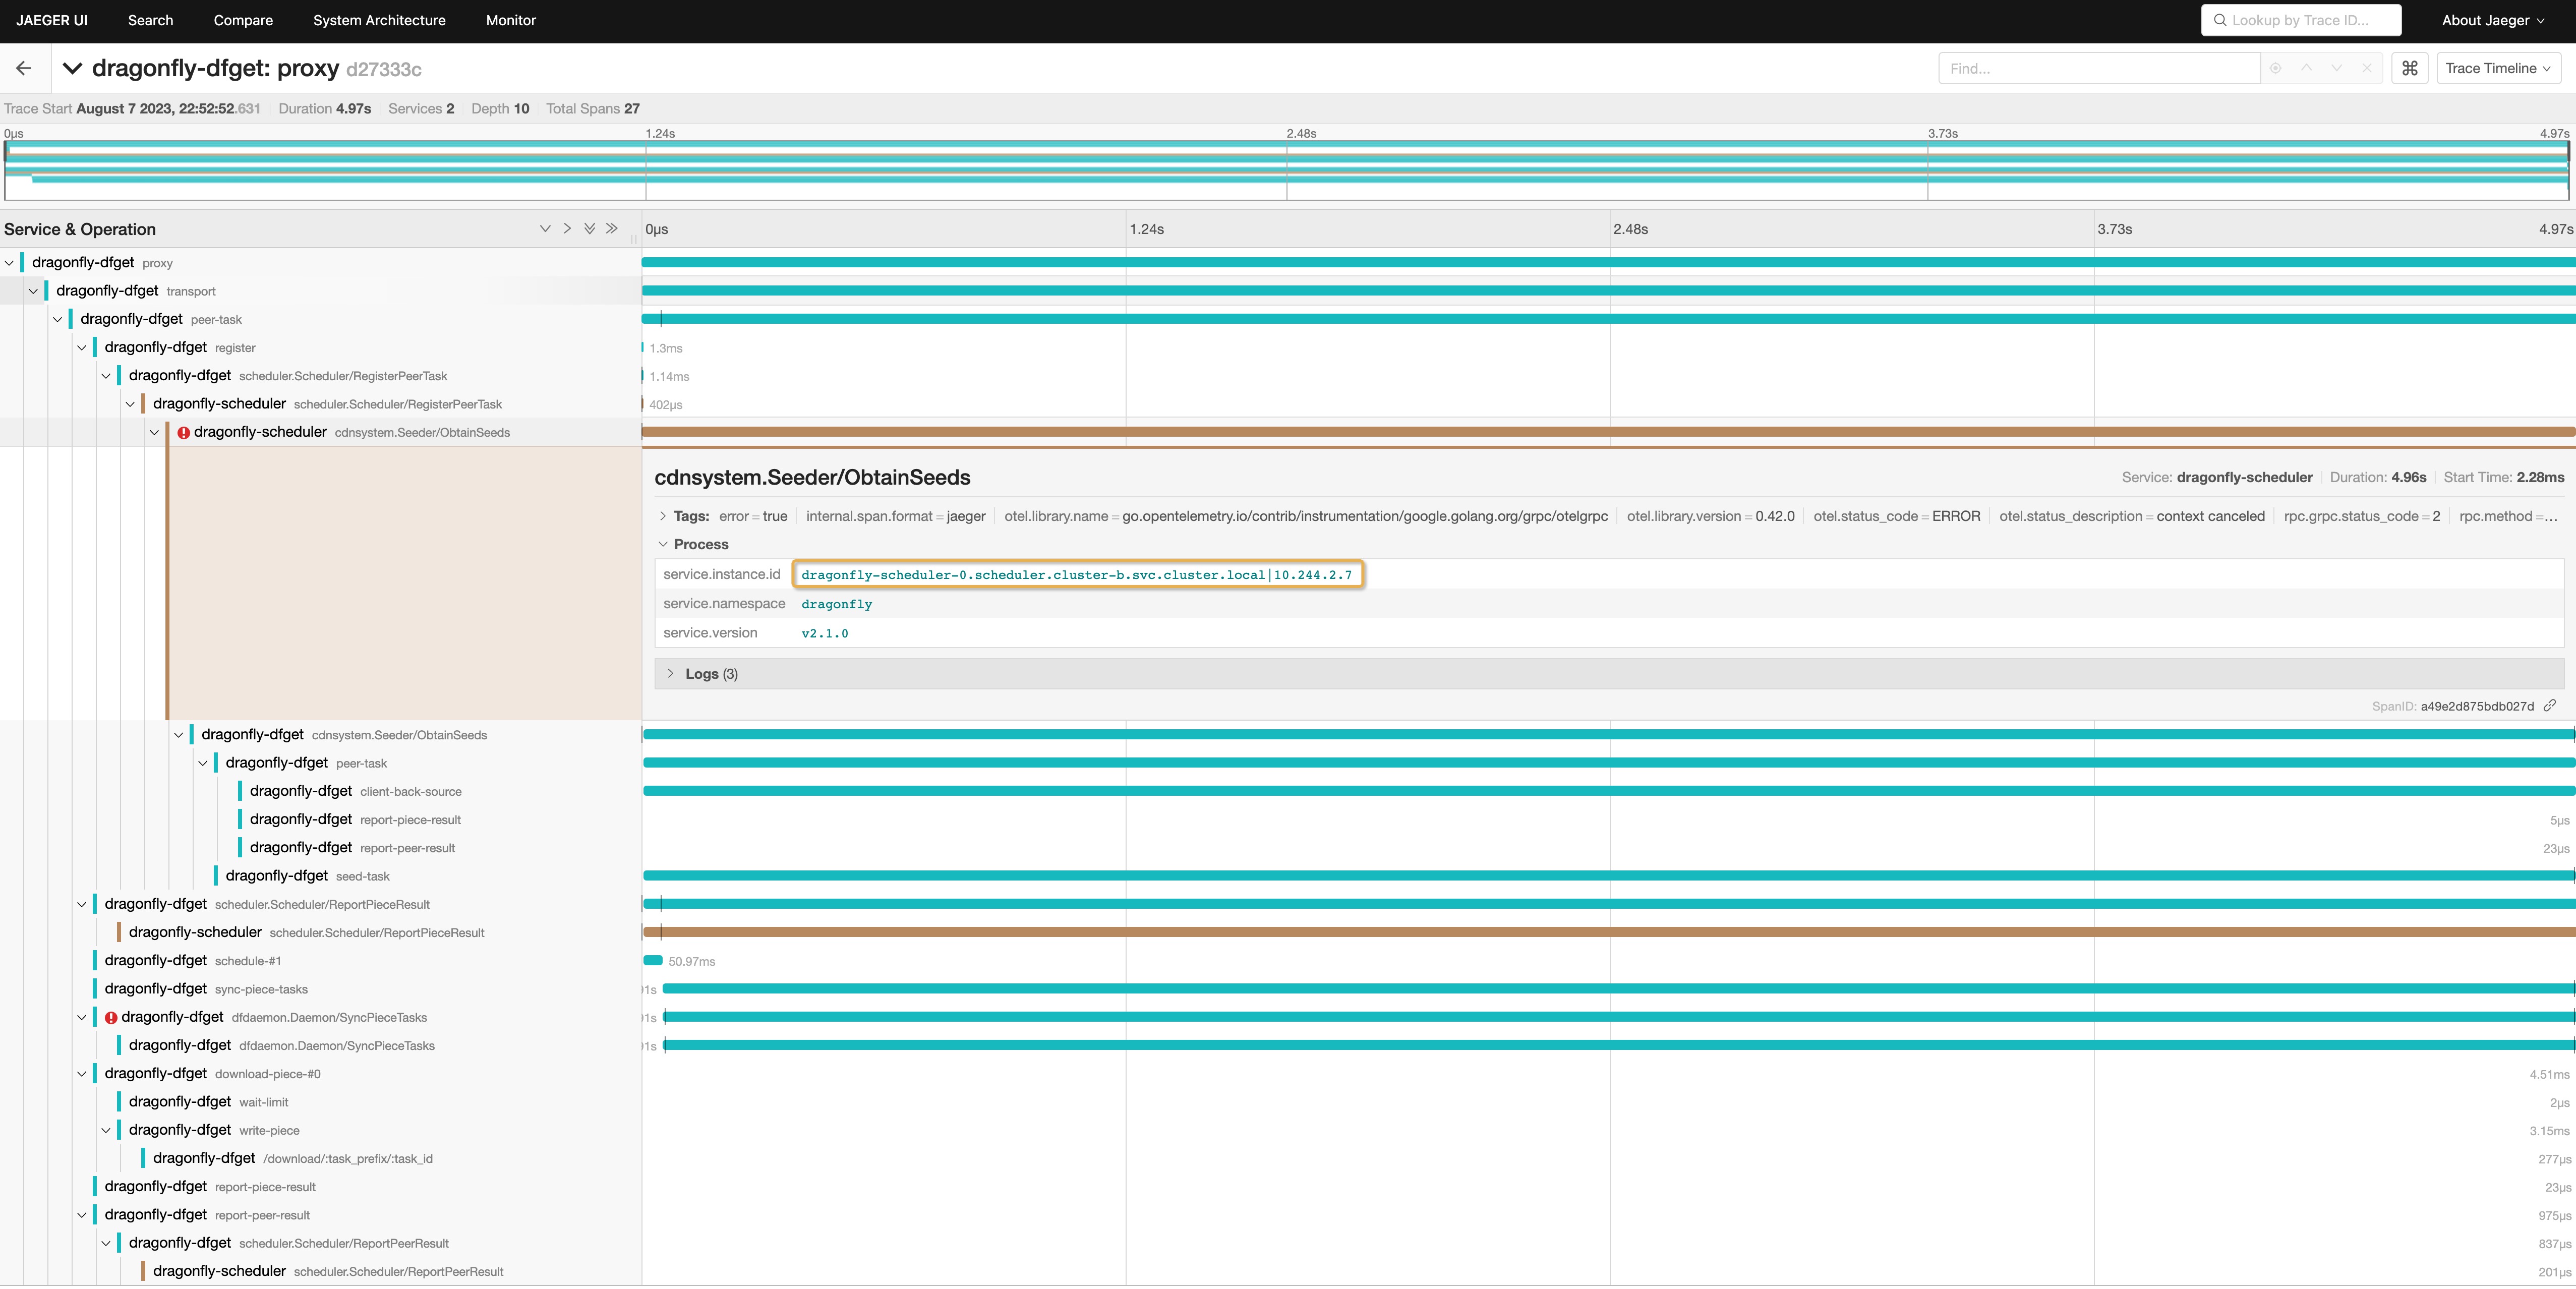 JAEGER UI Search Compare System Architecture Monitor Lookup by Trace ID... About Jaeger
dragonfly-dfget: proxy d27333c Find... ⌘ Trace Timeline
Trace Start August 7 2023, 22:52:52.631 Duration 4.97s Services 2 Depth 10 Total Spans 27
0μs 1.24s 2.48s 3.73s 4.97s
Service & Operation 0μs 1.24s 2.48s 3.73s 4.97s
dragonfly-dfget proxy
dragonfly-dfget transport
dragonfly-dfget peer-task
dragonfly-dfget register 1.3ms
dragonfly-dfget scheduler.Scheduler/RegisterPeerTask 1.14ms
dragonfly-scheduler scheduler.Scheduler/RegisterPeerTask 402μs
dragonfly-scheduler cdnsystem.Seeder/ObtainSeeds
cdnsystem.Seeder/ObtainSeeds Service: dragonfly-scheduler Duration: 4.96s Start Time: 2.28ms
Tags: error = true internal.span.format = jaeger otel.library.name = go.opentelemetry.io/contrib/instrumentation/google.golang.org/grpc/otelgrpc otel.library.version = 0.42.0 otel.status_code = ERROR otel.status_description = context canceled rpc.grpc.status_code = 2 rpc.method =...
Process
service.instance.id dragonfly-scheduler-0.scheduler.cluster-b.svc.cluster.local|10.244.2.7
service.namespace dragonfly
service.version v2.1.0
Logs (3)
SpanID: a49e2d875bdb027d
dragonfly-dfget cdnsystem.Seeder/ObtainSeeds
dragonfly-dfget peer-task
dragonfly-dfget client-back-source
dragonfly-dfget report-piece-result 5μs
dragonfly-dfget report-peer-result 23μs
dragonfly-dfget seed-task
dragonfly-dfget scheduler.Scheduler/ReportPieceResult
dragonfly-scheduler scheduler.Scheduler/ReportPieceResult
dragonfly-dfget schedule-#1 50.97ms
dragonfly-dfget sync-piece-tasks 1s
dragonfly-dfget dfdaemon.Daemon/SyncPieceTasks 1s
dragonfly-dfget dfdaemon.Daemon/SyncPieceTasks 1s
dragonfly-dfget download-piece-#0 4.51ms
dragonfly-dfget wait-limit 2μs
dragonfly-dfget write-piece 3.15ms
dragonfly-dfget /download/:task_prefix/:task_id 277μs
dragonfly-dfget report-piece-result 23μs
dragonfly-dfget report-peer-result 975μs
dragonfly-dfget scheduler.Scheduler/ReportPeerResult 837μs
dragonfly-scheduler scheduler.Scheduler/ReportPeerResult 201μs